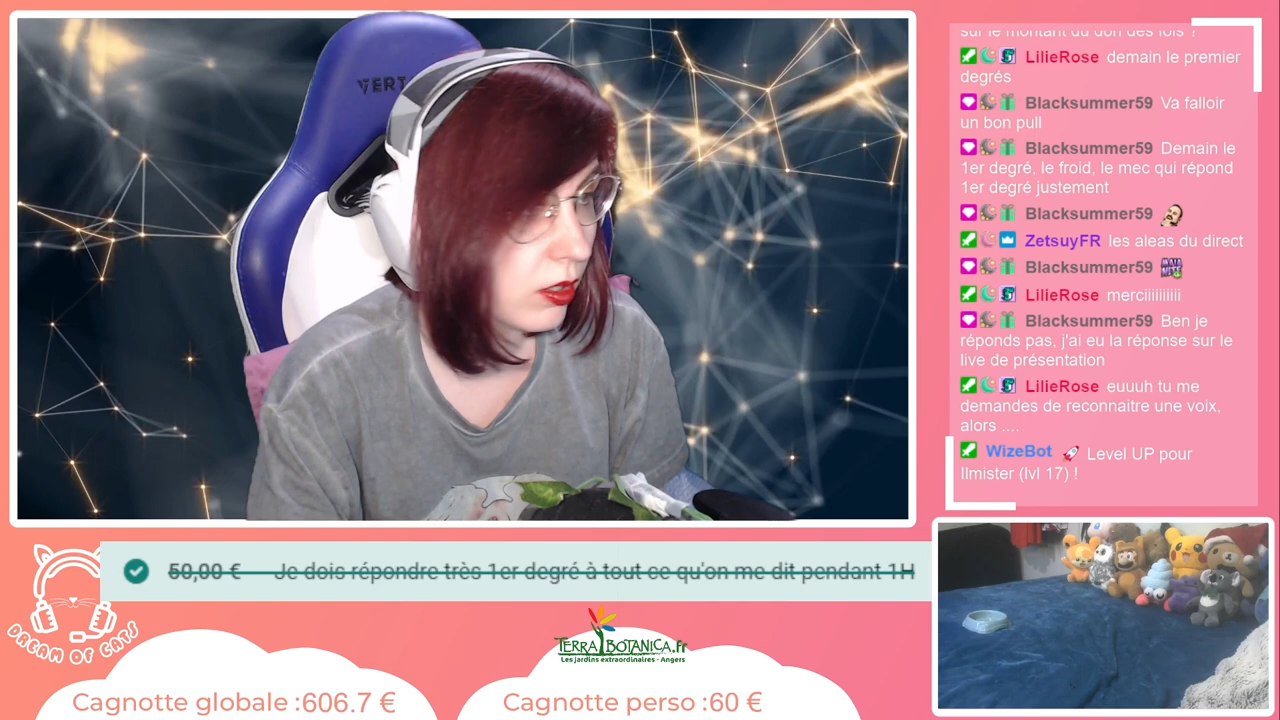 VERT
sur le montant du don des fois ?
LilieRose demain le premier
degrés
Blacksummer59 Va falloir
un bon pull
Blacksummer59 Demain le
1er degré, le froid, le mec qui répond
1er degré justement
Blacksummer59
ZetsuyFR les aleas du direct
Blacksummer59
LilieRose merciiiiiiiiii
Blacksummer59 Ben je
réponds pas, j'ai eu la réponse sur le
live de présentation
LilieRose euuuh tu me
demandes de reconnaitre une voix,
alors ....
WizeBot Level UP pour
Ilmister (lvl 17) !
50,00 € Je dois répondre très 1er degré à tout ce qu'on me dit pendant 1H
DREAM OF CATS
TERRA BOTANICA.fr
Les jardins extraordinaires - Angers
Cagnotte globale :606.7 €
Cagnotte perso :60 €